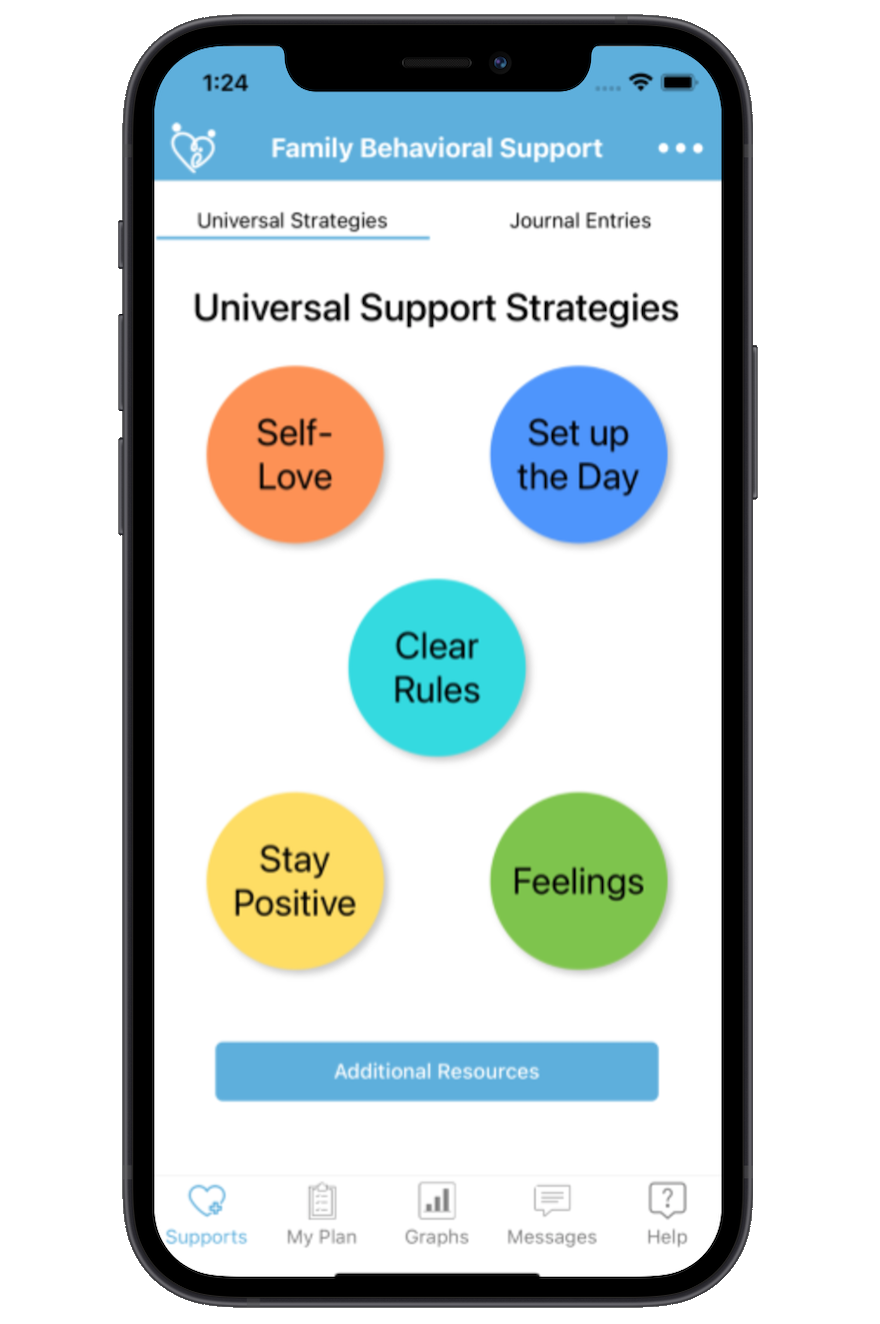 1:24
Family Behavioral Support
Universal Strategies
Journal Entries
Universal Support Strategies
Self-
Love
Set up
the Day
Clear
Rules
Stay
Positive
Feelings
Additional Resources
Supports
My Plan
Graphs
Messages
Help